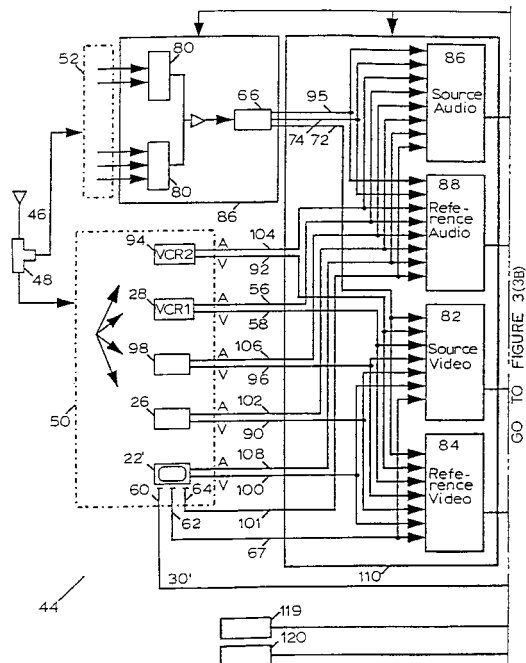 52
80
86
Source
Audio
66
95
74 72
80
86
46
48
88
Refe-
rence
Audio
94
VCR2
A
V
104
92
28
VCR1
A
V
56
58
82
Source
Video
98
A
V
106
96
50
26
A
V
102
90
22'
A
V
108
100
84
Refe-
rence
Video
60
62
64
101
67
30'
110
44
119
120
GO TO FIGURE 3(3B)